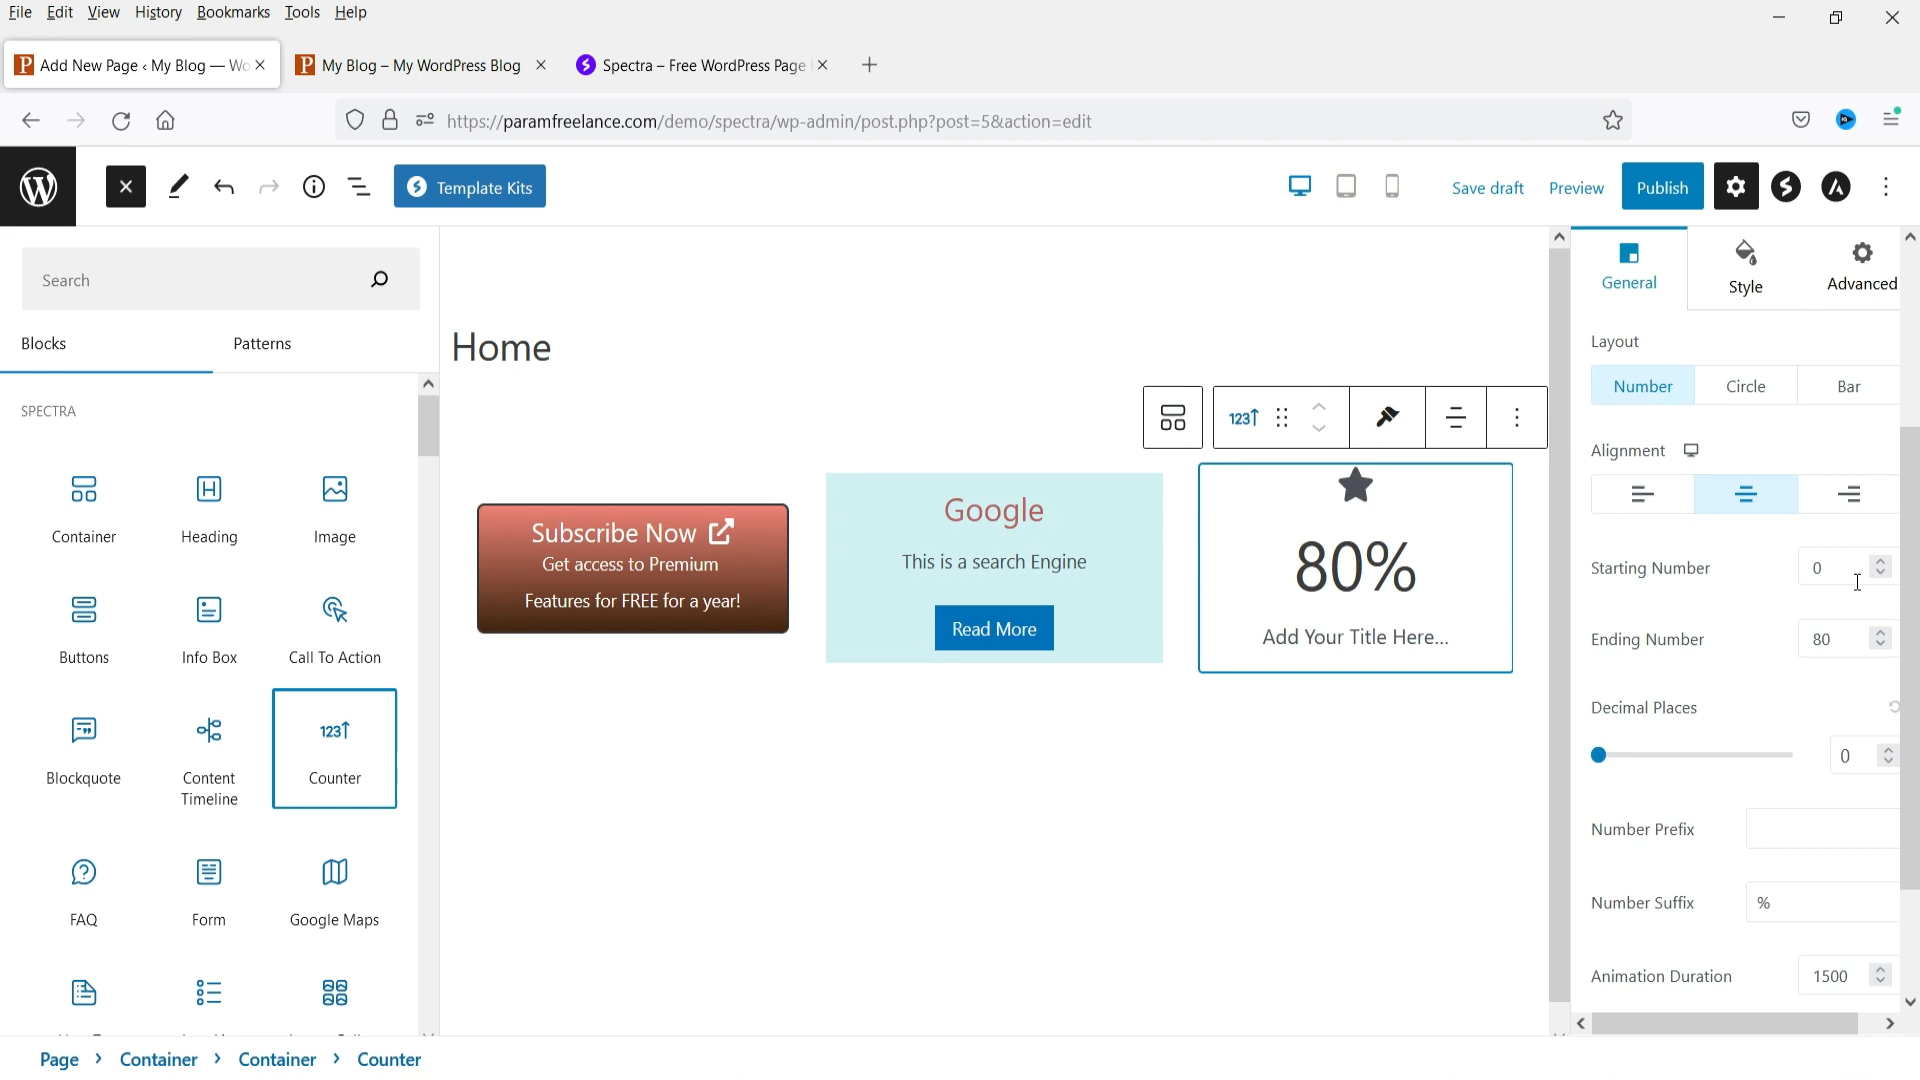 File Edit View History Bookmarks Tools Help
Add New Page ‹ My Blog — Wo
My Blog – My WordPress Blog
Spectra – Free WordPress Page
https://paramfreelance.com/demo/spectra/wp-admin/post.php?post=5&action=edit
Template Kits
Save draft
Preview
Publish
Search
Blocks
Patterns
SPECTRA
Container
Heading
Image
Buttons
Info Box
Call To Action
Blockquote
Content
Timeline
123
Counter
FAQ
Form
Google Maps
Home
123
Subscribe Now
Get access to Premium
Features for FREE for a year!
Google
This is a search Engine
Read More
80%
Add Your Title Here...
General
Style
Advanced
Layout
Number
Circle
Bar
Alignment
Starting Number
0
Ending Number
80
Decimal Places
0
Number Prefix
Number Suffix
%
Animation Duration
1500
Page › Container › Container › Counter